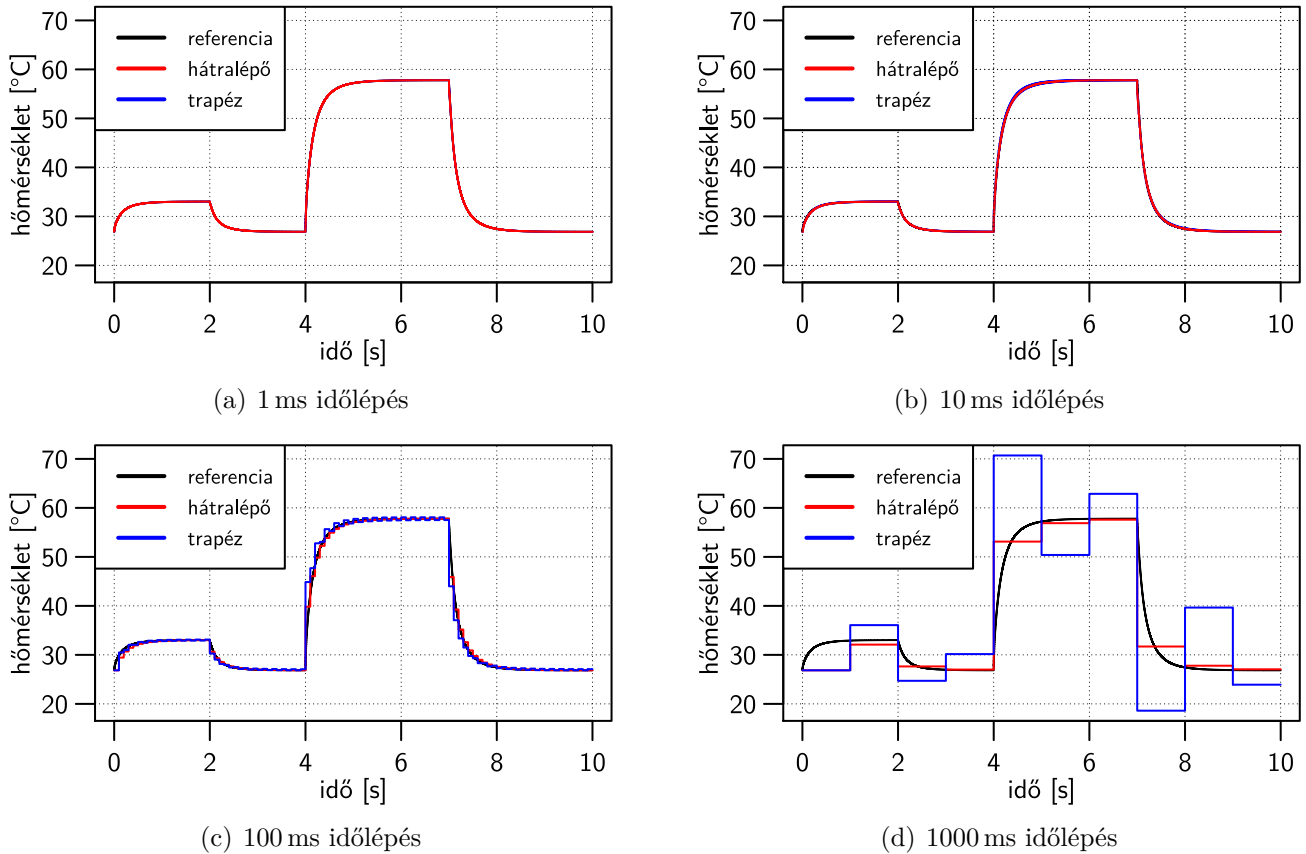 hőmérséklet [°C]
70
60
50
40
30
20
referencia
hátralépő
trapéz
0 2 4 6 8 10
idő [s]
(a) 1 ms időlépés
hőmérséklet [°C]
70
60
50
40
30
20
referencia
hátralépő
trapéz
0 2 4 6 8 10
idő [s]
(b) 10 ms időlépés
hőmérséklet [°C]
70
60
50
40
30
20
referencia
hátralépő
trapéz
0 2 4 6 8 10
idő [s]
(c) 100 ms időlépés
hőmérséklet [°C]
70
60
50
40
30
20
referencia
hátralépő
trapéz
0 2 4 6 8 10
idő [s]
(d) 1000 ms időlépés